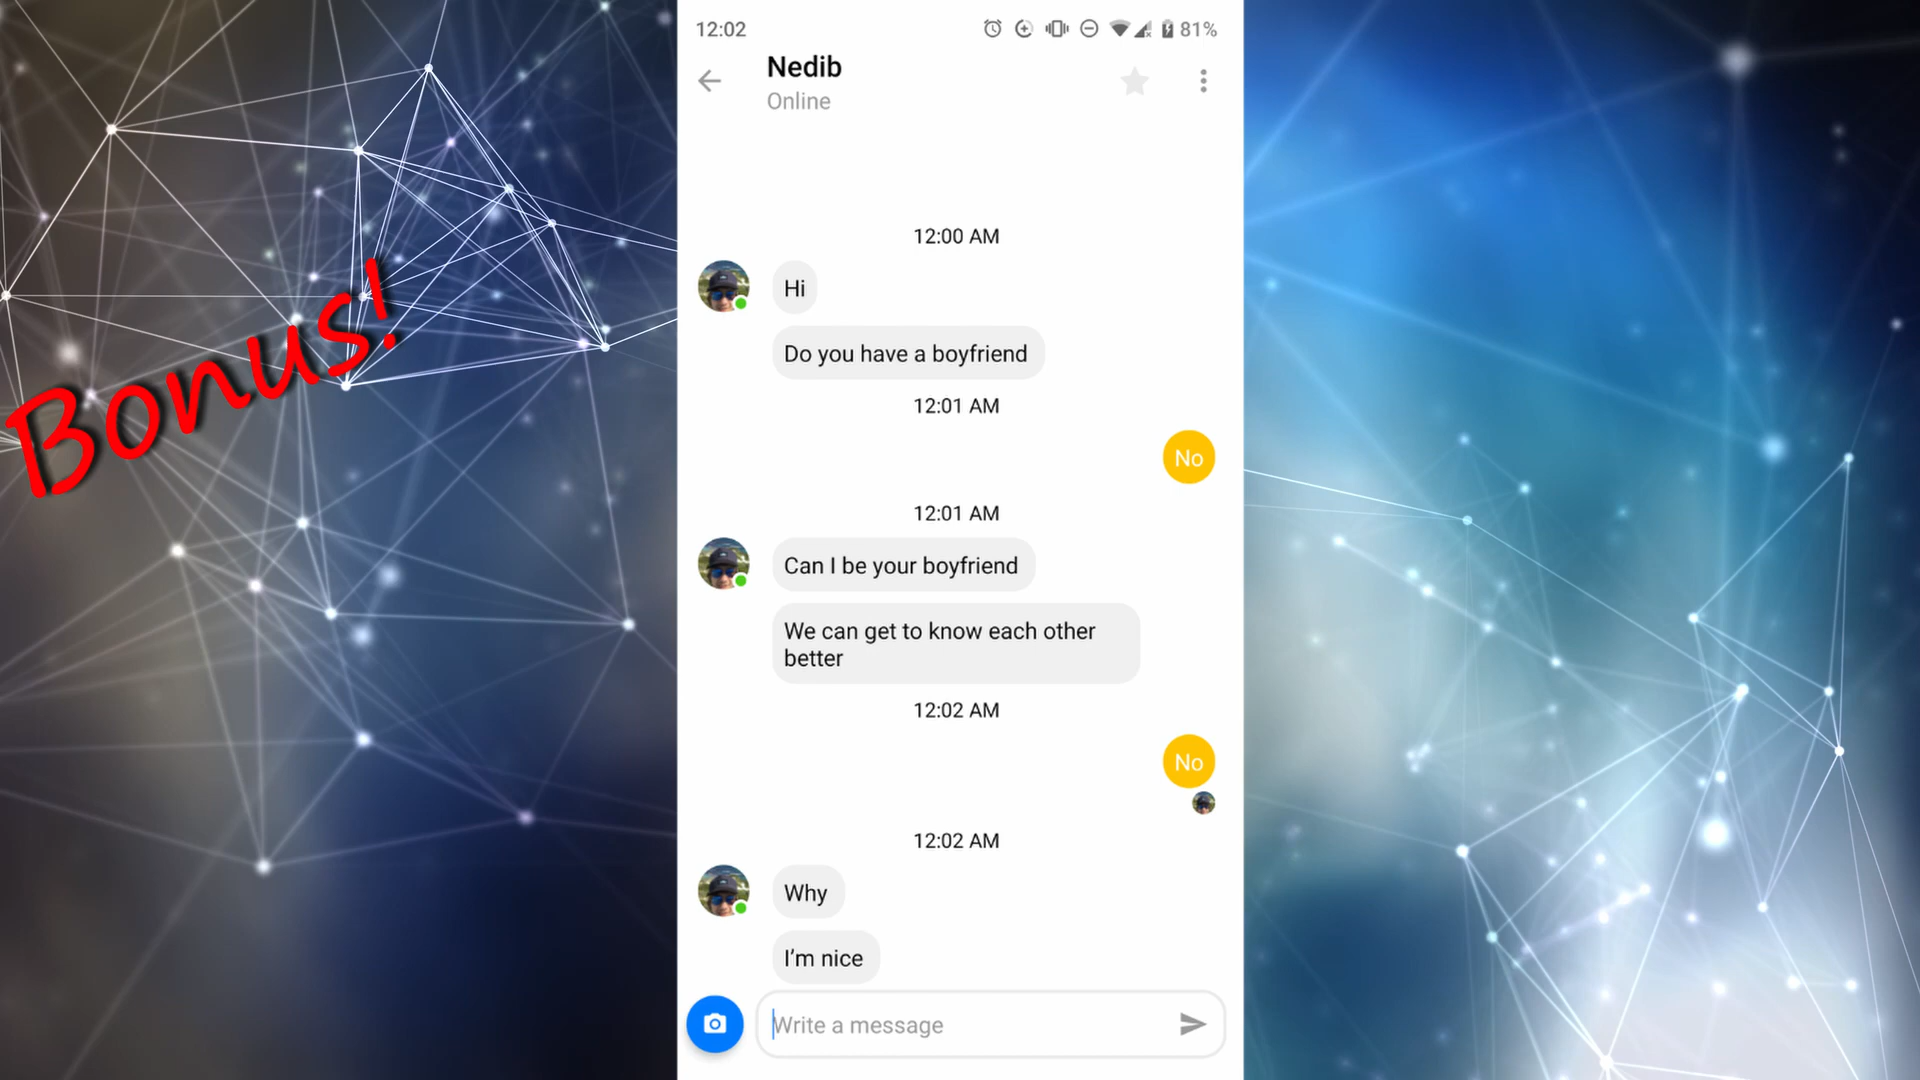 12:02
81%
Nedib
Online
Bonus!
12:00 AM
Hi
Do you have a boyfriend
12:01 AM
No
12:01 AM
Can I be your boyfriend
We can get to know each other
better
12:02 AM
No
12:02 AM
Why
I'm nice
Write a message